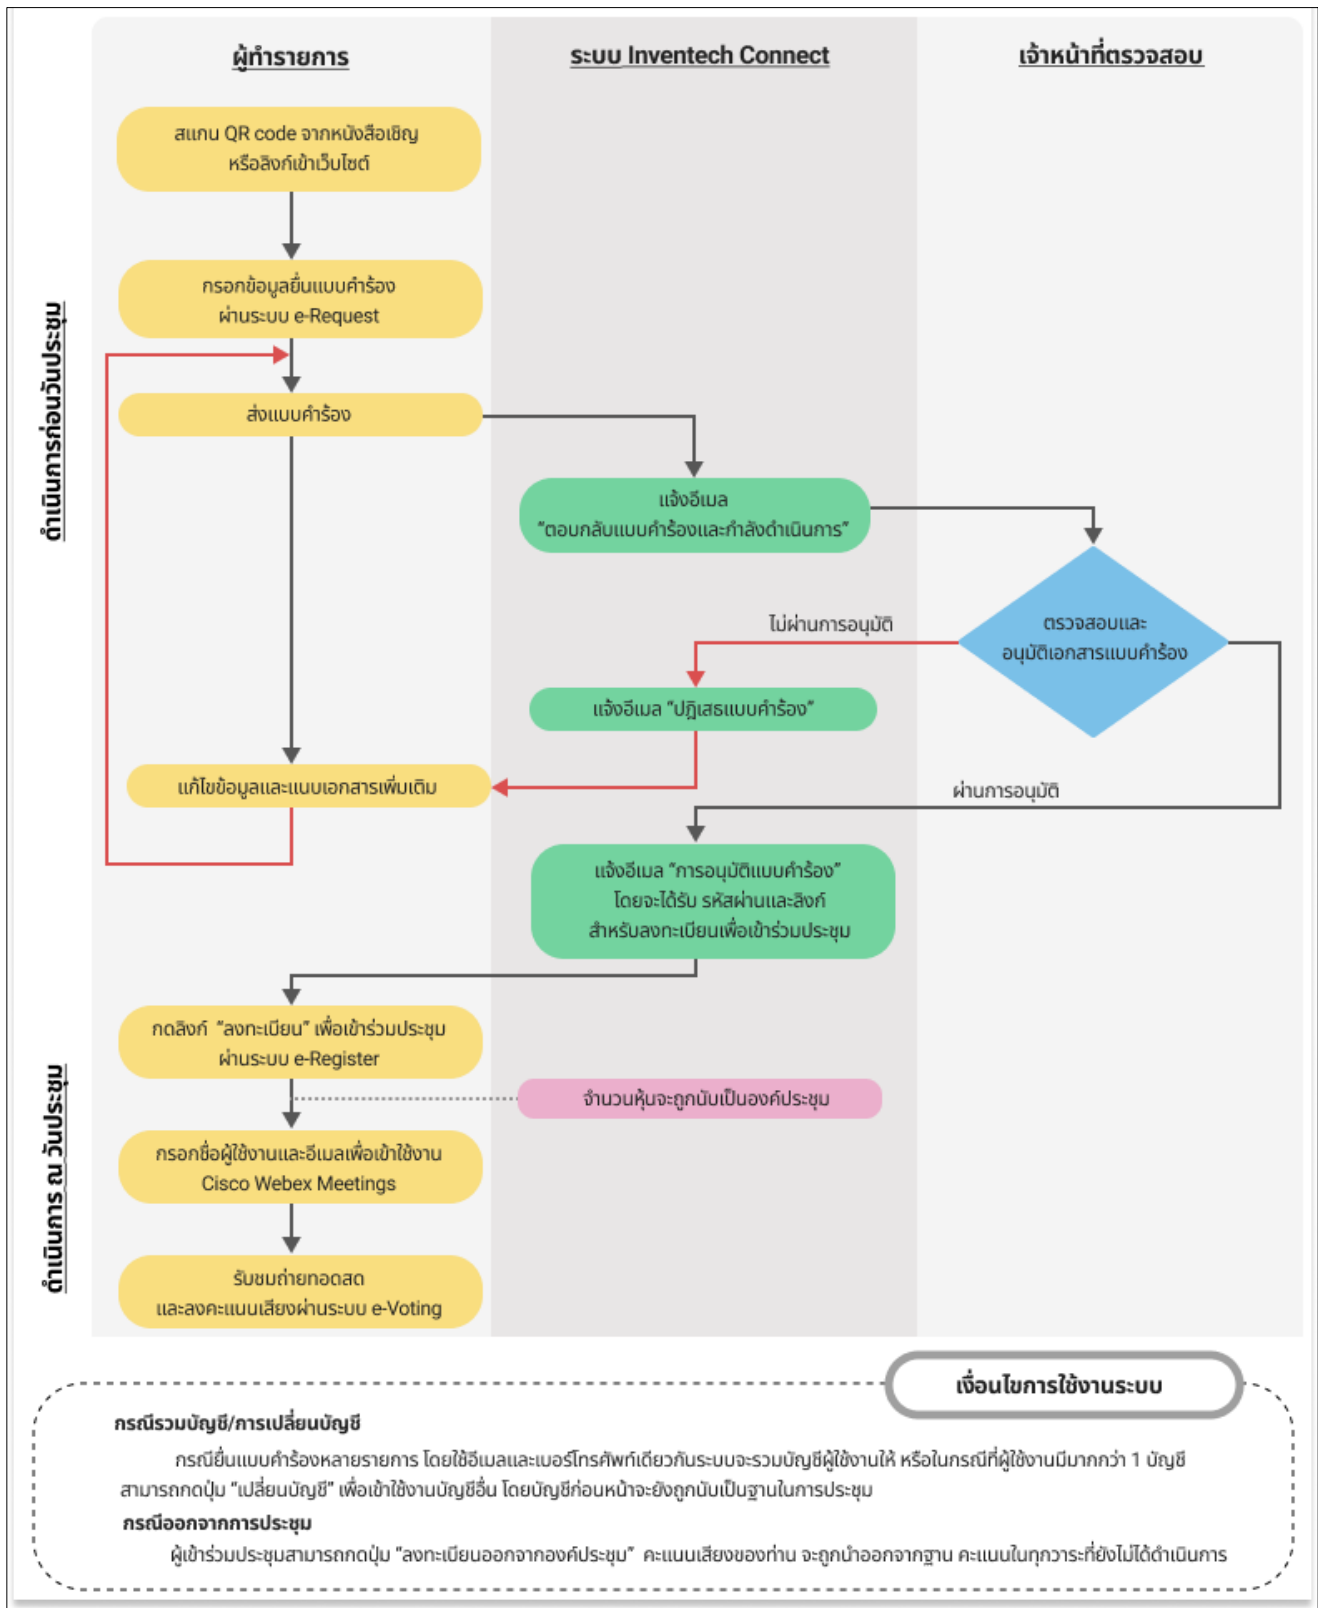 ผู้ทำรายการ
ระบบ Inventech Connect
เจ้าหน้าที่ตรวจสอบ
ดำเนินการก่อนวันประชุม
สแกน QR code จากหนังสือเชิญ
หรือลิงก์เข้าเว็บไซต์
กรอกข้อมูลยื่นแบบคำร้อง
ผ่านระบบ e-Request
ส่งแบบคำร้อง
แจ้งอีเมล
“ตอบกลับแบบคำร้องและกำลังดำเนินการ”
ตรวจสอบและ
อนุมัติเอกสารแบบคำร้อง
ไม่ผ่านการอนุมัติ
แจ้งอีเมล “ปฏิเสธแบบคำร้อง”
แก้ไขข้อมูลและแนบเอกสารเพิ่มเติม
ผ่านการอนุมัติ
แจ้งอีเมล “การอนุมัติแบบคำร้อง”
โดยจะได้รับ รหัสผ่านและลิงก์
สำหรับลงทะเบียนเพื่อเข้าร่วมประชุม
ดำเนินการ ณ วันประชุม
กดลิงก์ “ลงทะเบียน” เพื่อเข้าร่วมประชุม
ผ่านระบบ e-Register
จำนวนหุ้นจะถูกนับเป็นองค์ประชุม
กรอกชื่อผู้ใช้งานและอีเมลเพื่อเข้าใช้งาน
Cisco Webex Meetings
รับชมถ่ายทอดสด
และลงคะแนนเสียงผ่านระบบ e-Voting
เงื่อนไขการใช้งานระบบ
กรณีรวมบัญชี/การเปลี่ยนบัญชี
กรณียื่นแบบคำร้องหลายรายการ โดยใช้อีเมลและเบอร์โทรศัพท์เดียวกันระบบจะรวมบัญชีผู้ใช้งานให้ หรือในกรณีที่ผู้ใช้งานมีมากกว่า 1 บัญชี
สามารถกดปุ่ม “เปลี่ยนบัญชี” เพื่อเข้าใช้งานบัญชีอื่น โดยบัญชีก่อนหน้าจะยังถูกนับเป็นฐานในการประชุม
กรณีออกจากการประชุม
ผู้เข้าร่วมประชุมสามารถกดปุ่ม “ลงทะเบียนออกจากองค์ประชุม” คะแนนเสียงของท่าน จะถูกนำออกจากฐาน คะแนนในทุกวาระที่ยังไม่ได้ดำเนินการ